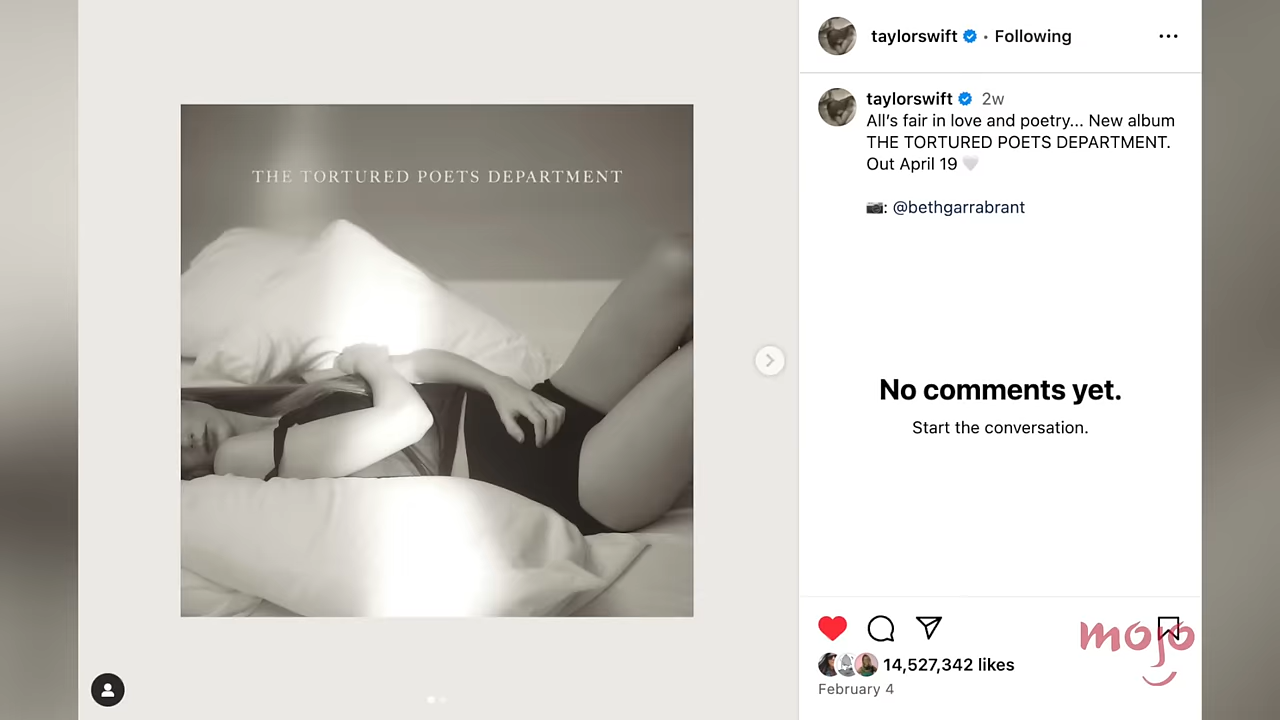 THE TORTURED POETS DEPARTMENT
taylorswift • Following
taylorswift 2w
All's fair in love and poetry... New album
THE TORTURED POETS DEPARTMENT.
Out April 19 🤍
📷: @bethgarrabrant
No comments yet.
Start the conversation.
14,527,342 likes
February 4
mojo